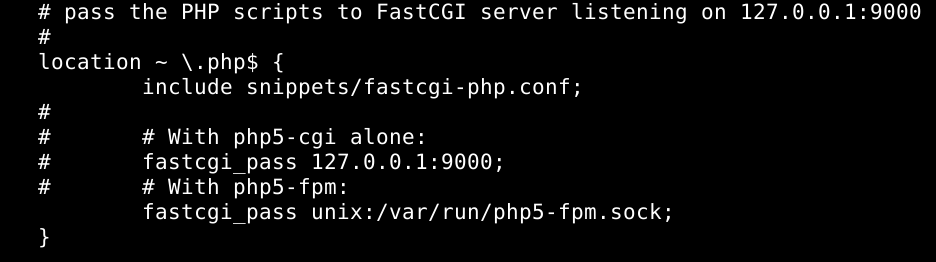 # pass the PHP scripts to FastCGI server listening on 127.0.0.1:9000
#
location ~ \.php$ {
        include snippets/fastcgi-php.conf;
#
#       # With php5-cgi alone:
#       fastcgi_pass 127.0.0.1:9000;
#       # With php5-fpm:
        fastcgi_pass unix:/var/run/php5-fpm.sock;
}